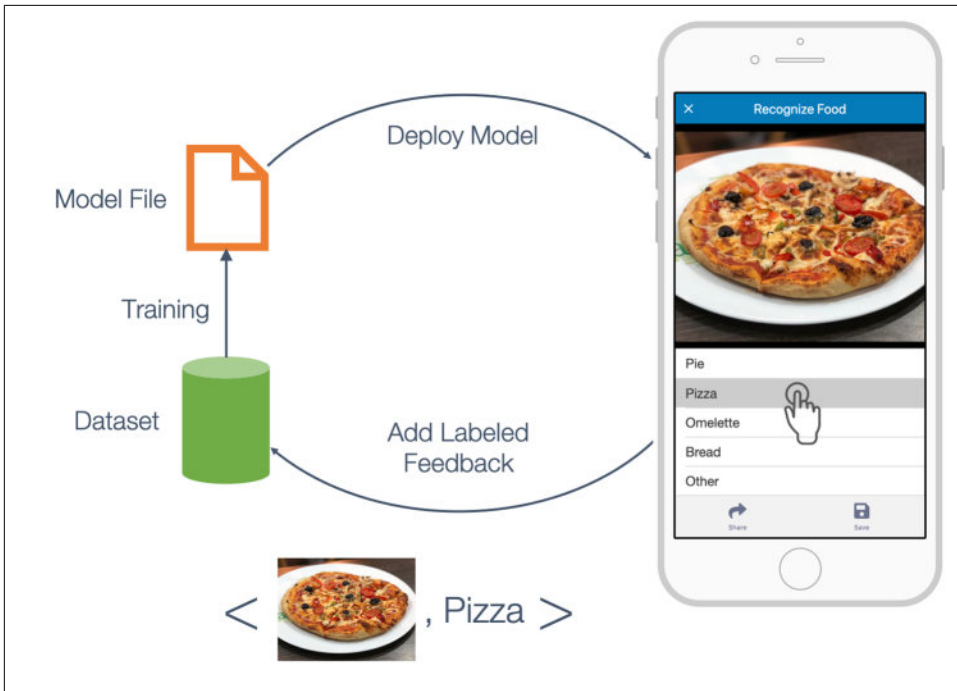 Recognize Food
Deploy Model
Model File
Training
Dataset
Add Labeled
Feedback
Pie
Pizza
Omelette
Bread
Other
Share
Save
< , Pizza >